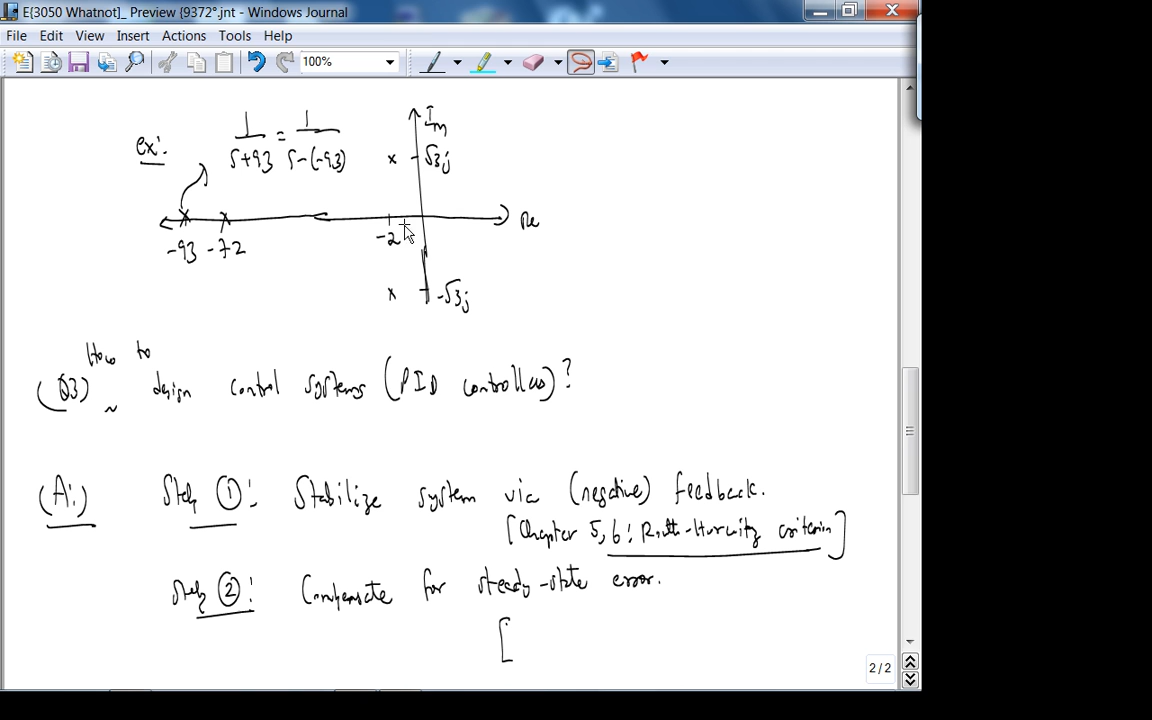 E{3050 Whatnot]_ Preview {9372°.jnt - Windows Journal
File Edit View Insert Actions Tools Help
100%
Im
ex: 1/(s+93) = 1/(s-(-93))
x √3j
Re
-93 -72 -2
x -√3j
How to
(Q3) design control systems (PID controllers)?
(A:) Step ①: Stabilize system via (negative) feedback.
[Chapter 5,6: Routh-Hurwitz criterion]
Step ②: Compensate for steady-state error.
[
2/2